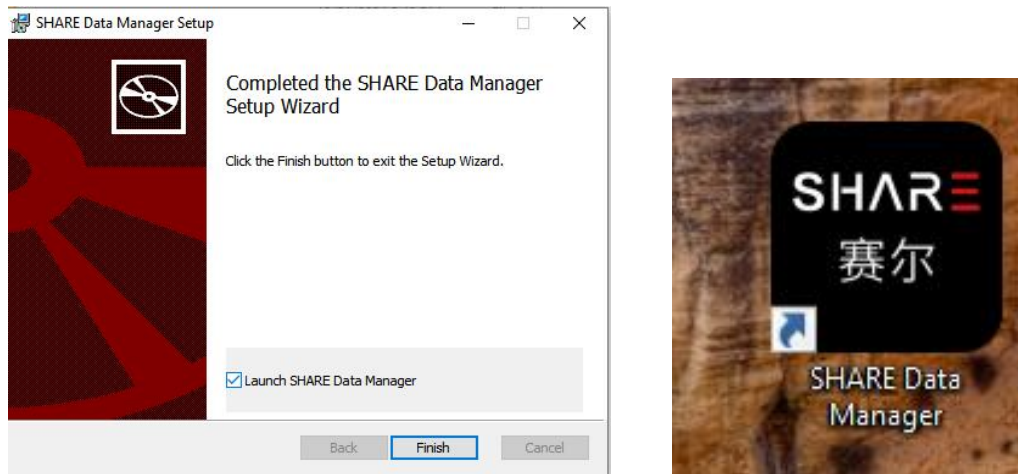 SHARE Data Manager Setup
Completed the SHARE Data Manager
Setup Wizard
Click the Finish button to exit the Setup Wizard.
Launch SHARE Data Manager
Back
Finish
Cancel
SHARE
赛尔
SHARE Data
Manager